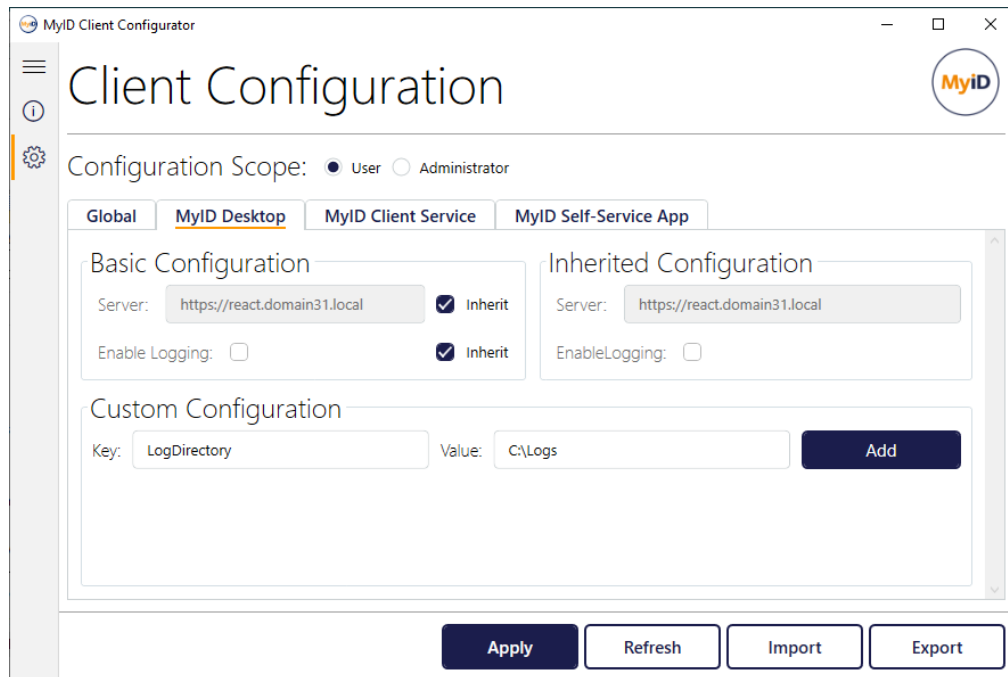 MyID MyID Client Configurator
Client Configuration
MyiD
Configuration Scope: User Administrator
Global MyID Desktop MyID Client Service MyID Self-Service App
Basic Configuration
Server: https://react.domain31.local Inherit
Enable Logging: Inherit
Inherited Configuration
Server: https://react.domain31.local
EnableLogging:
Custom Configuration
Key: LogDirectory Value: C:\Logs Add
Apply Refresh Import Export